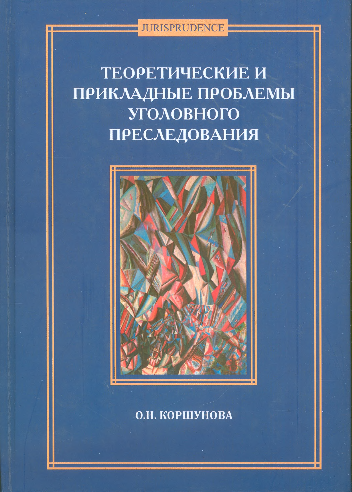 JURISPRUDENCE
ТЕОРЕТИЧЕСКИЕ И
ПРИКЛАДНЫЕ ПРОБЛЕМЫ
УГОЛОВНОГО
ПРЕСЛЕДОВАНИЯ
О.Н. КОРШУНОВА